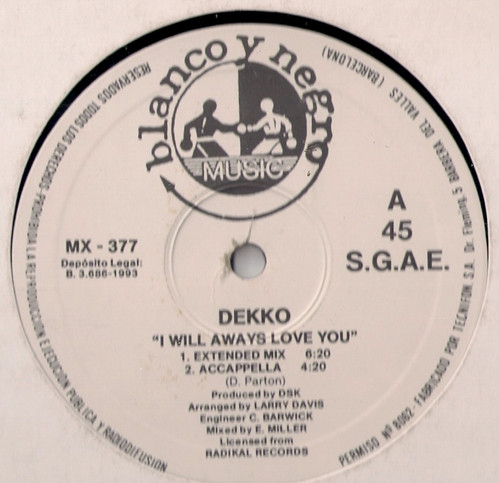 blanco y negro
MUSIC
RESERVADOS TODOS LOS DERECHOS-PROHIBIDA LA REPRODUCCION EJECUCION PUBLICA Y RADIODIFUSION
PERMISO Nº 8062 - FABRICADO POR TECNIFON, S.A. Dr. Fleming, 5 BARBERA DEL VALLES (BARCELONA)
A
45
S.G.A.E.
MX - 377
Depósito Legal:
B. 3.686-1993
DEKKO
"I WILL AWAYS LOVE YOU"
1. EXTENDED MIX 6:20
2. ACCAPPELLA 4:20
(D. Parton)
Produced by DSK
Arranged by LARRY DAVIS
Engineer C. BARWICK
Mixed by E. MILLER
Licensed from
RADIKAL RECORDS